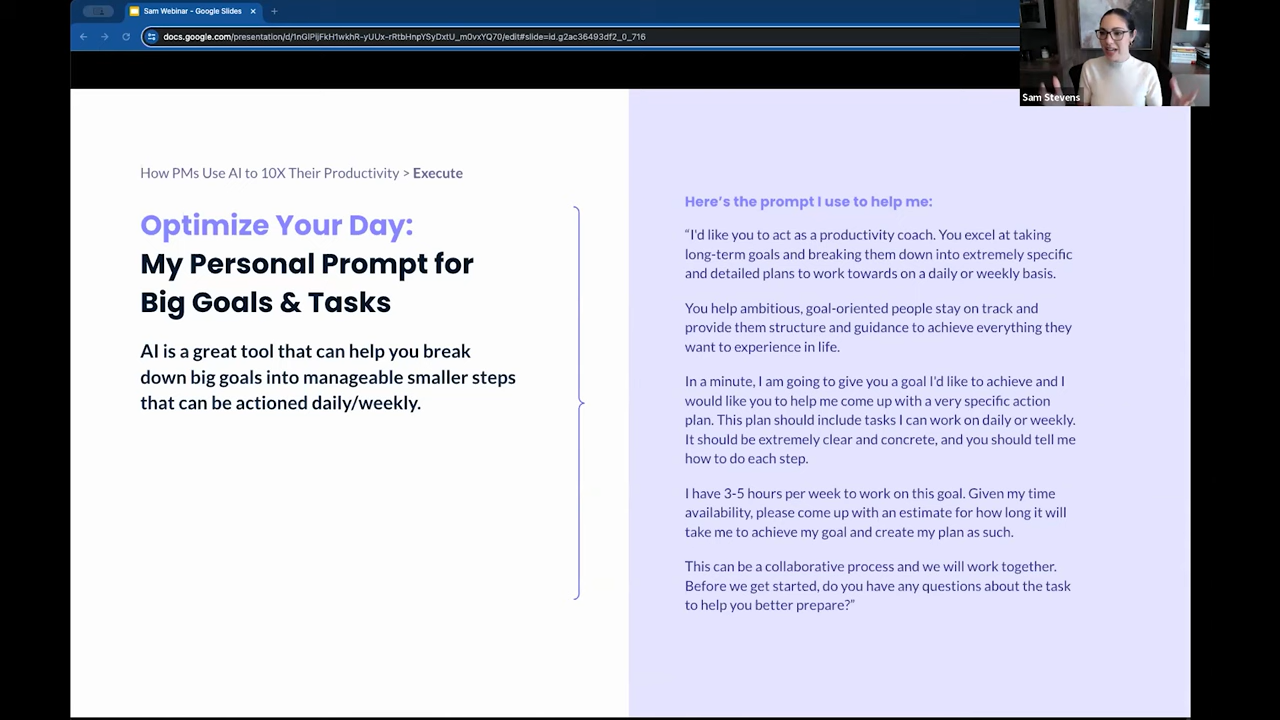 Sam Webinar - Google Slides
docs.google.com/presentation/d/1nGlPijFkH1wkhR-yUUx-rRtbHnpYSyDxtU_m0vxYQ70/edit#slide=id.g2ac36493df2_0_716
Sam Stevens
How PMs Use AI to 10X Their Productivity > Execute
Optimize Your Day:
My Personal Prompt for
Big Goals & Tasks
AI is a great tool that can help you break
down big goals into manageable smaller steps
that can be actioned daily/weekly.
Here's the prompt I use to help me:
“I'd like you to act as a productivity coach. You excel at taking
long-term goals and breaking them down into extremely specific
and detailed plans to work towards on a daily or weekly basis.
You help ambitious, goal-oriented people stay on track and
provide them structure and guidance to achieve everything they
want to experience in life.
In a minute, I am going to give you a goal I'd like to achieve and I
would like you to help me come up with a very specific action
plan. This plan should include tasks I can work on daily or weekly.
It should be extremely clear and concrete, and you should tell me
how to do each step.
I have 3-5 hours per week to work on this goal. Given my time
availability, please come up with an estimate for how long it will
take me to achieve my goal and create my plan as such.
This can be a collaborative process and we will work together.
Before we get started, do you have any questions about the task
to help you better prepare?”